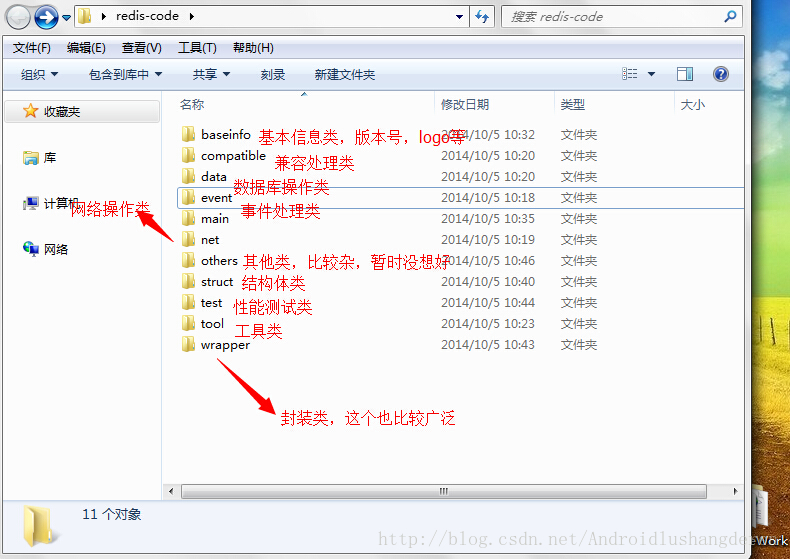 redis-code
搜索 redis-code
文件(F) 编辑(E) 查看(V) 工具(T) 帮助(H)
组织 包含到库中 共享 刻录 新建文件夹
名称 修改日期 类型 大小
收藏夹
库
计算机
网络
网络操作类
baseinfo 基本信息类，版本号，logo等 2014/10/5 10:32 文件夹
compatible 兼容处理类 2014/10/5 10:20 文件夹
data 数据库操作类 2014/10/5 10:20 文件夹
event 事件处理类 2014/10/5 10:18 文件夹
main 2014/10/5 10:35 文件夹
net 2014/10/5 10:19 文件夹
others 其他类，比较杂，暂时没想好 2014/10/5 10:46 文件夹
struct 结构体类 2014/10/5 10:40 文件夹
test 性能测试类 2014/10/5 10:44 文件夹
tool 工具类 2014/10/5 10:23 文件夹
wrapper 2014/10/5 10:43 文件夹
封装类，这个也比较广泛
11 个对象
http://blog.csdn.net/Androidlushangderen
Work